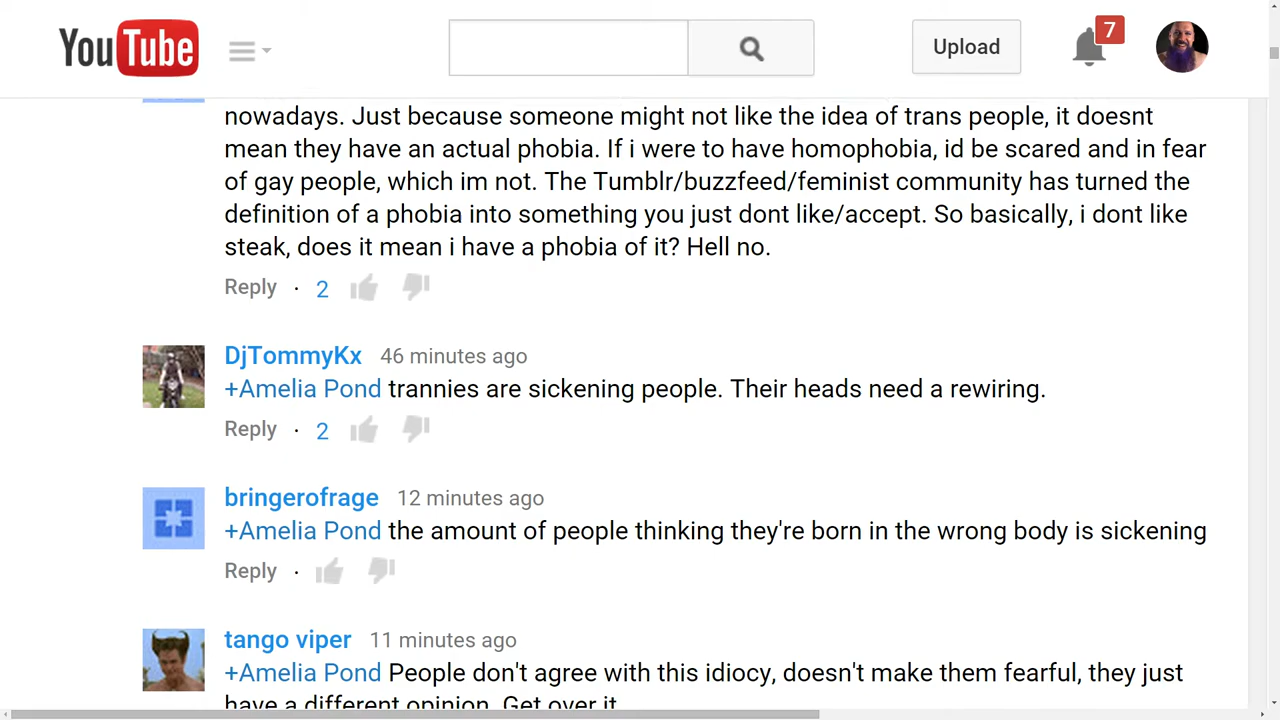 YouTube
Upload
7
nowadays. Just because someone might not like the idea of trans people, it doesnt
mean they have an actual phobia. If i were to have homophobia, id be scared and in fear
of gay people, which im not. The Tumblr/buzzfeed/feminist community has turned the
definition of a phobia into something you just dont like/accept. So basically, i dont like
steak, does it mean i have a phobia of it? Hell no.
Reply · 2
DjTommyKx 46 minutes ago
+Amelia Pond trannies are sickening people. Their heads need a rewiring.
Reply · 2
bringerofrage 12 minutes ago
+Amelia Pond the amount of people thinking they're born in the wrong body is sickening
Reply ·
tango viper 11 minutes ago
+Amelia Pond People don't agree with this idiocy, doesn't make them fearful, they just
have a different opinion. Get over it